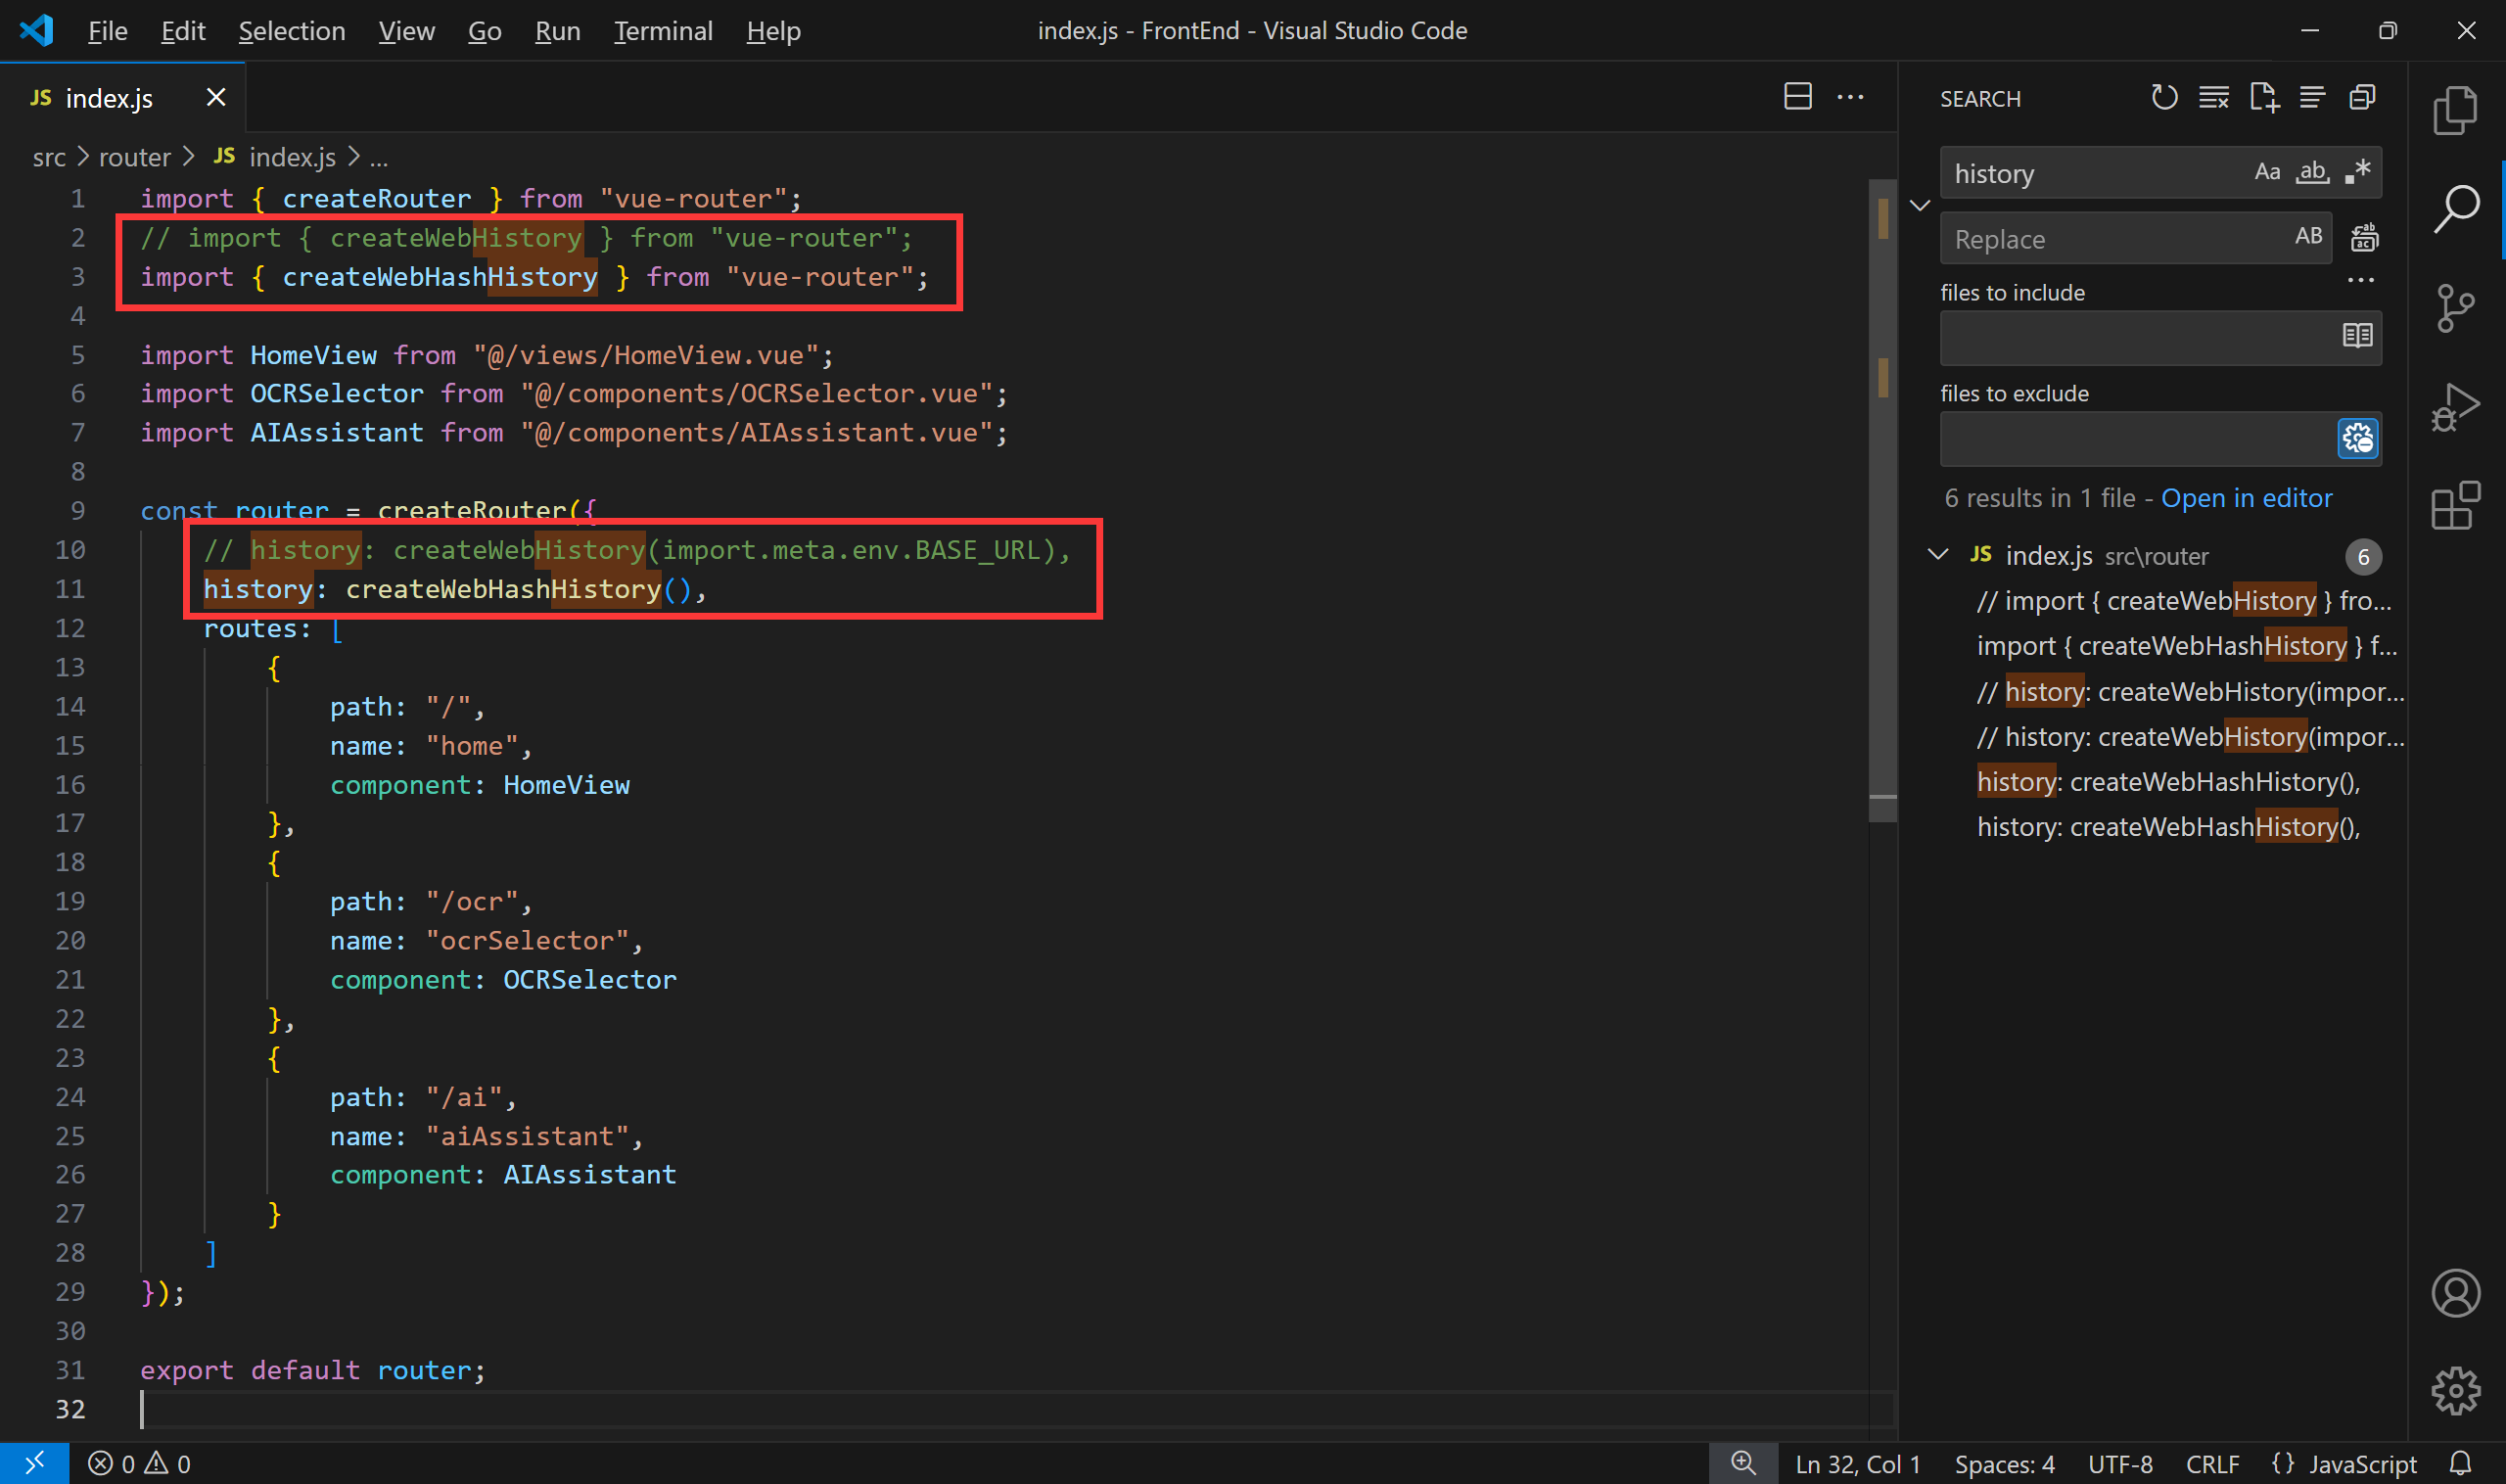 File Edit Selection View Go Run Terminal Help
index.js - FrontEnd - Visual Studio Code
JS index.js
src > router > JS index.js > ...
1 import { createRouter } from "vue-router";
2 // import { createWebHistory } from "vue-router";
3 import { createWebHashHistory } from "vue-router";
4
5 import HomeView from "@/views/HomeView.vue";
6 import OCRSelector from "@/components/OCRSelector.vue";
7 import AIAssistant from "@/components/AIAssistant.vue";
8
9 const router = createRouter({
10 // history: createWebHistory(import.meta.env.BASE_URL),
11 history: createWebHashHistory(),
12 routes: [
13 {
14 path: "/",
15 name: "home",
16 component: HomeView
17 },
18 {
19 path: "/ocr",
20 name: "ocrSelector",
21 component: OCRSelector
22 },
23 {
24 path: "/ai",
25 name: "aiAssistant",
26 component: AIAssistant
27 }
28 ]
29 });
30
31 export default router;
32
SEARCH
history Aa ab .*
Replace AB
files to include
files to exclude
6 results in 1 file - Open in editor
JS index.js src\router 6
// import { createWebHistory } fro...
import { createWebHashHistory } f...
// history: createWebHistory(impor...
// history: createWebHistory(impor...
history: createWebHashHistory(),
history: createWebHashHistory(),
0 0
Ln 32, Col 1 Spaces: 4 UTF-8 CRLF {} JavaScript